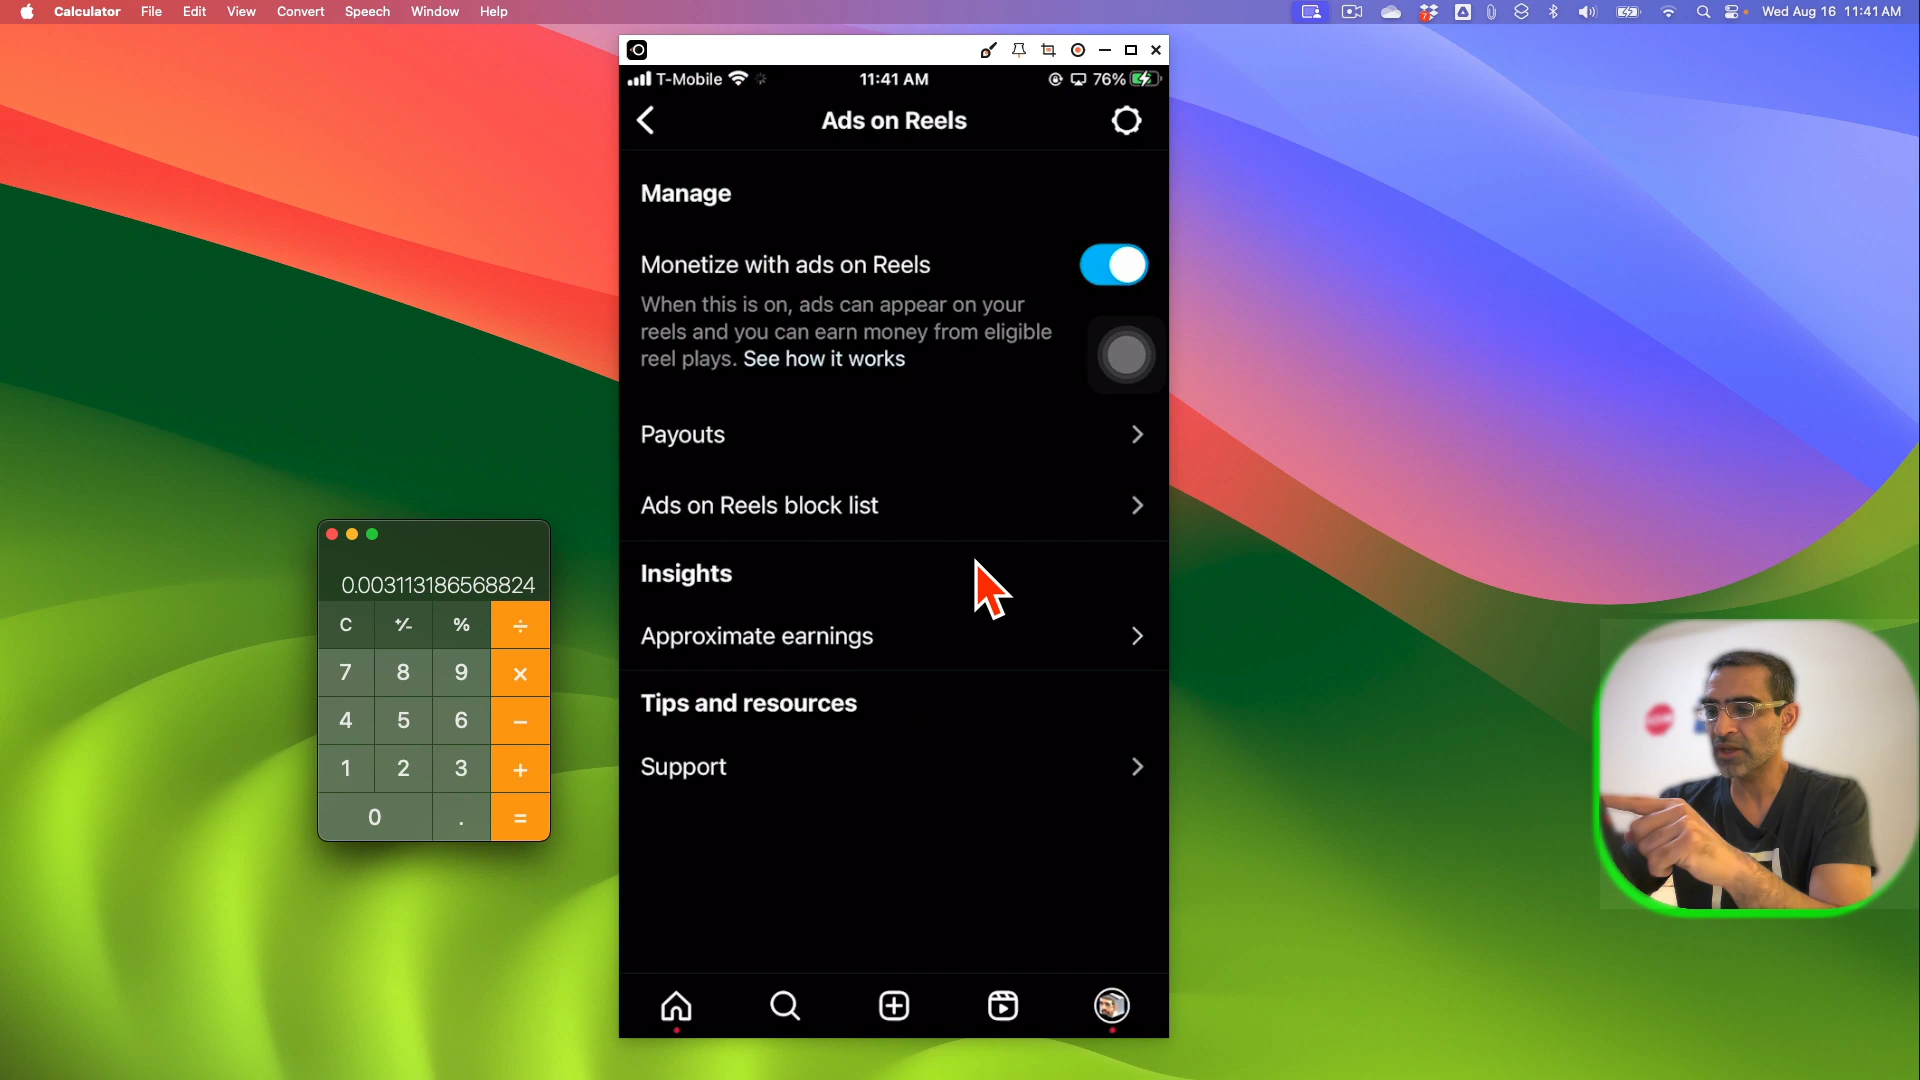 Calculator File Edit View Convert Speech Window Help
7
Wed Aug 16 11:41 AM
T-Mobile 11:41 AM 76%
Ads on Reels
Manage
Monetize with ads on Reels
When this is on, ads can appear on your
reels and you can earn money from eligible
reel plays. See how it works
Payouts
Ads on Reels block list
Insights
Approximate earnings
Tips and resources
Support
0.003113186568824
C +⁄- % ÷
7 8 9 ×
4 5 6 −
1 2 3 +
0 . =